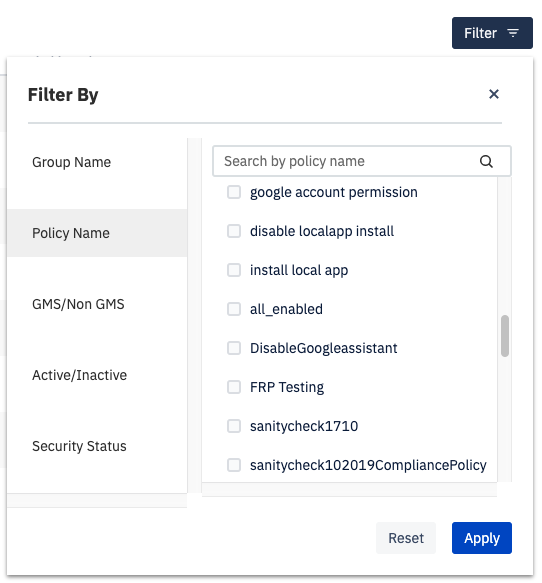 Filter
Filter By
Group Name
Policy Name
GMS/Non GMS
Active/Inactive
Security Status
Search by policy name
google account permission
disable localapp install
install local app
all_enabled
DisableGoogleassistant
FRP Testing
sanitycheck1710
sanitycheck102019CompliancePolicy
Reset
Apply